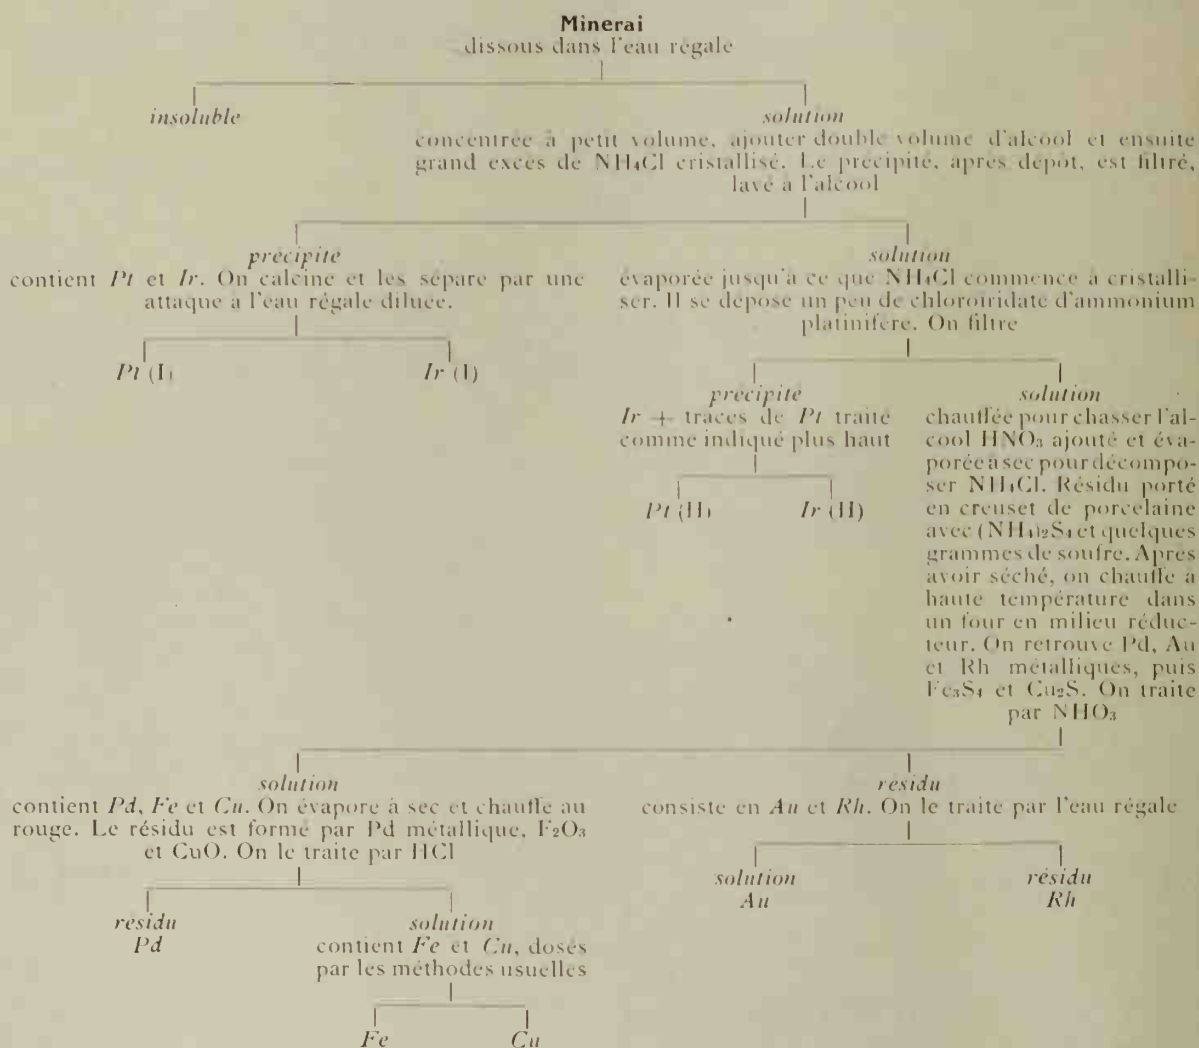 Minerai
dissous dans l'eau régale
insoluble
solution
concentrée à petit volume, ajouter double volume d'alcool et ensuite
grand excès de NH₄Cl cristallisé. Le précipité, après dépôt, est filtré,
lavé à l'alcool
précipité
contient Pt et Ir. On calcine et les sépare par une
attaque à l'eau régale diluée.
Pt (I)
Ir (I)
solution
évaporée jusqu'à ce que NH₄Cl commence à cristalli-
ser. Il se dépose un peu de chloroiridate d'ammonium
platinifère. On filtre
précipité
Ir + traces de Pt traité
comme indiqué plus haut
Pt (II)
Ir (II)
solution
chauffée pour chasser l'al-
cool HNO₃ ajouté et éva-
porée à sec pour décompo-
ser NH₄Cl. Résidu porté
en creuset de porcelaine
avec (NH₄)₂S₄ et quelques
grammes de soufre. Après
avoir séché, on chauffe à
haute température dans
un four en milieu réduc-
teur. On retrouve Pd, Au
et Rh métalliques, puis
Fe₃S₄ et Cu₂S. On traite
par NHO₃
solution
contient Pd, Fe et Cu. On évapore à sec et chauffe au
rouge. Le résidu est formé par Pd métallique, F₂O₃
et CuO. On le traite par HCl
résidu
Pd
solution
contient Fe et Cu, dosés
par les méthodes usuelles
Fe
Cu
résidu
consiste en Au et Rh. On le traite par l'eau régale
solution
Au
résidu
Rh